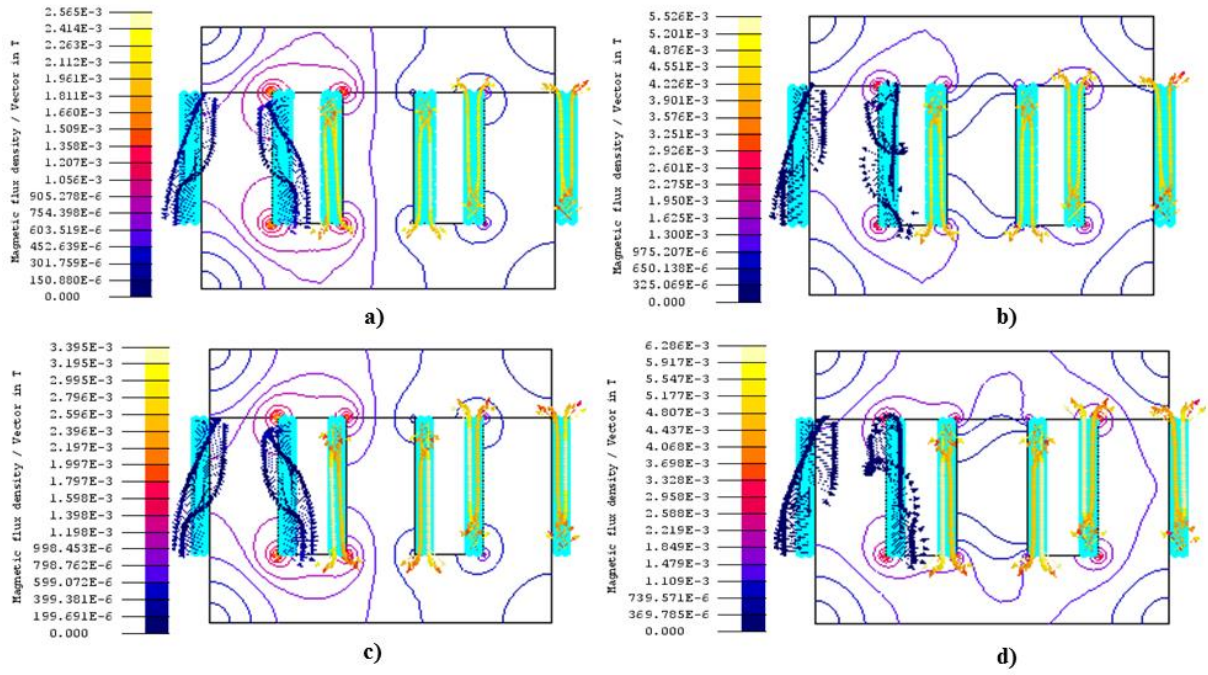 Magnetic flux density / Vector in T
2.565E-3
2.414E-3
2.263E-3
2.112E-3
1.961E-3
1.811E-3
1.660E-3
1.509E-3
1.358E-3
1.207E-3
1.056E-3
905.278E-6
754.398E-6
603.519E-6
452.639E-6
301.759E-6
150.880E-6
0.000
a)
Magnetic flux density / Vector in T
5.526E-3
5.201E-3
4.876E-3
4.551E-3
4.226E-3
3.901E-3
3.576E-3
3.251E-3
2.926E-3
2.601E-3
2.275E-3
1.950E-3
1.625E-3
1.300E-3
975.207E-6
650.138E-6
325.069E-6
0.000
b)
Magnetic flux density / Vector in T
3.395E-3
3.195E-3
2.995E-3
2.796E-3
2.596E-3
2.396E-3
2.197E-3
1.997E-3
1.797E-3
1.598E-3
1.398E-3
1.198E-3
998.453E-6
798.762E-6
599.072E-6
399.381E-6
199.691E-6
0.000
c)
Magnetic flux density / Vector in T
6.286E-3
5.917E-3
5.547E-3
5.177E-3
4.807E-3
4.437E-3
4.068E-3
3.698E-3
3.328E-3
2.958E-3
2.588E-3
2.219E-3
1.849E-3
1.479E-3
1.109E-3
739.571E-6
369.785E-6
0.000
d)